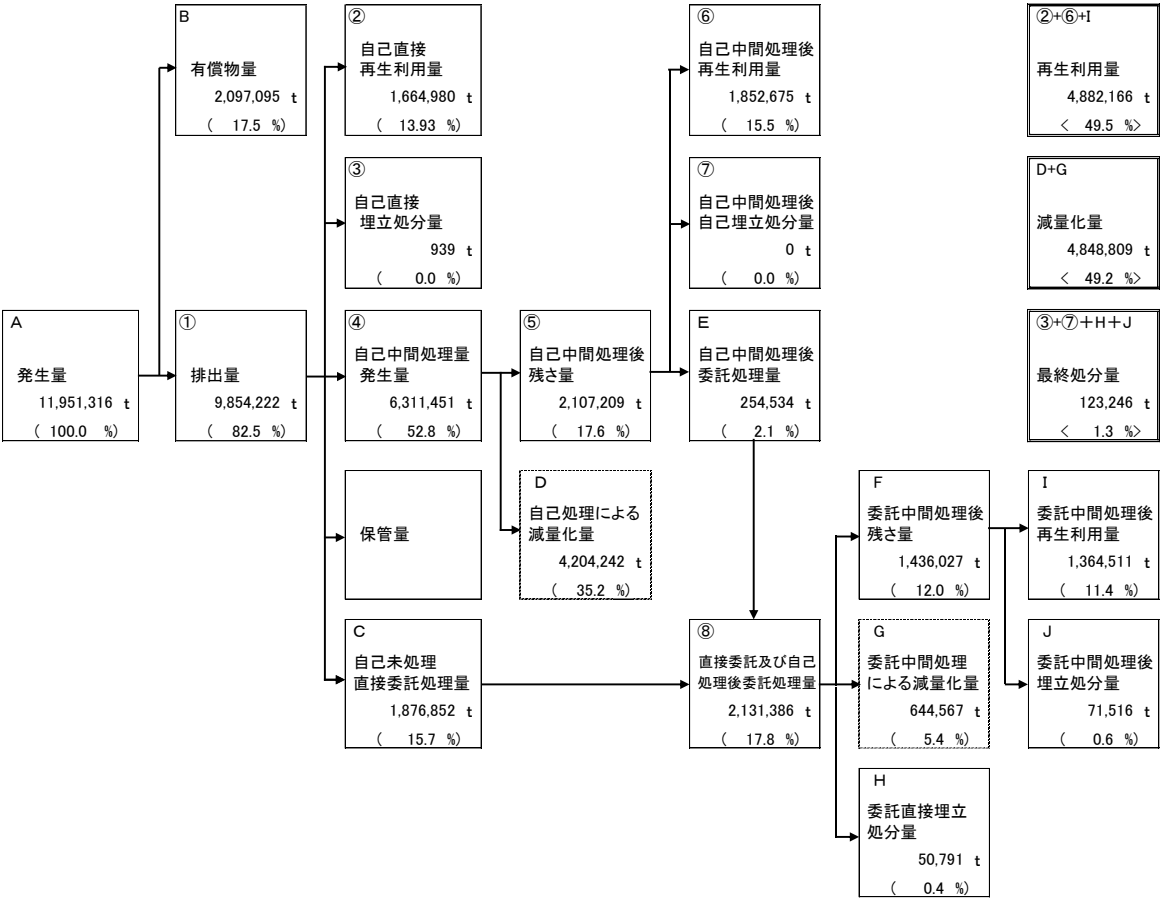 B
有償物量
2,097,095 t
( 17.5 %)
②
自己直接
再生利用量
1,664,980 t
( 13.93 %)
⑥
自己中間処理後
再生利用量
1,852,675 t
( 15.5 %)
②+⑥+I
再生利用量
4,882,166 t
< 49.5 %>
③
自己直接
埋立処分量
939 t
( 0.0 %)
⑦
自己中間処理後
自己埋立処分量
0 t
( 0.0 %)
D+G
減量化量
4,848,809 t
< 49.2 %>
A
発生量
11,951,316 t
( 100.0 %)
①
排出量
9,854,222 t
( 82.5 %)
④
自己中間処理量
発生量
6,311,451 t
( 52.8 %)
⑤
自己中間処理後
残さ量
2,107,209 t
( 17.6 %)
E
自己中間処理後
委託処理量
254,534 t
( 2.1 %)
③+⑦+H+J
最終処分量
123,246 t
< 1.3 %>
保管量
D
自己処理による
減量化量
4,204,242 t
( 35.2 %)
F
委託中間処理後
残さ量
1,436,027 t
( 12.0 %)
I
委託中間処理後
再生利用量
1,364,511 t
( 11.4 %)
C
自己未処理
直接委託処理量
1,876,852 t
( 15.7 %)
⑧
直接委託及び自己
処理後委託処理量
2,131,386 t
( 17.8 %)
G
委託中間処理
による減量化量
644,567 t
( 5.4 %)
J
委託中間処理後
埋立処分量
71,516 t
( 0.6 %)
H
委託直接埋立
処分量
50,791 t
( 0.4 %)